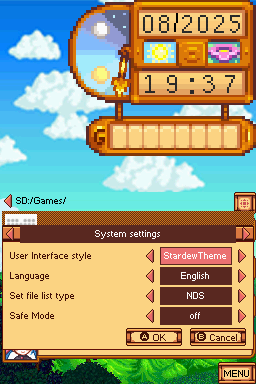 08/2025
19:37
SD:/Games/
System settings
User Interface style StardewTheme
Language English
Set file list type NDS
Safe Mode off
A OK B Cancel
MENU